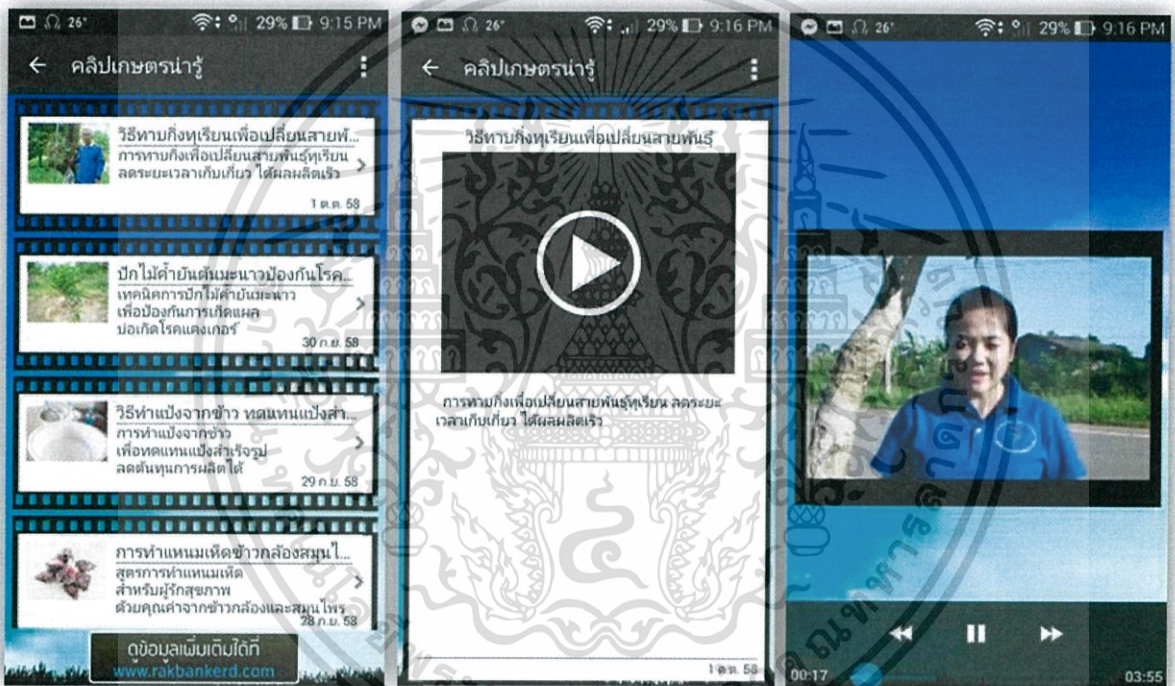 26° 29% 9:15 PM
คลิปเกษตรน่ารู้
วิธีทาบกิ่งทุเรียนเพื่อเปลี่ยนสายพั...
การทาบกิ่งเพื่อเปลี่ยนสายพันธุ์ทุเรียน
ลดระยะเวลาเก็บเกี่ยว ได้ผลผลิตเร็ว
1 ต.ค. 58
ปักไม้ค้ำยันต้นมะนาวป้องกันโรค...
เทคนิคการปักไม้ค้ำยันมะนาว
เพื่อป้องกันการเกิดแผล
บ่อเกิดโรคแคงเกอร์
30 ก.ย. 58
วิธีทำแป้งจากข้าว ทดแทนแป้งสำ...
การทำแป้งจากข้าว
เพื่อทดแทนแป้งสำเร็จรูป
ลดต้นทุนการผลิตได้
29 ก.ย. 58
การทำแหนมเห็ดข้าวกล้องสมุนไ...
สูตรการทำแหนมเห็ด
สำหรับผู้รักสุขภาพ
ด้วยคุณค่าจากข้าวกล้องและสมุนไพร
28 ก.ย. 58
ดูข้อมูลเพิ่มเติมได้ที่
www.rakbankerd.com
26° 29% 9:16 PM
คลิปเกษตรน่ารู้
วิธีทาบกิ่งทุเรียนเพื่อเปลี่ยนสายพันธุ์
การทาบกิ่งเพื่อเปลี่ยนสายพันธุ์ทุเรียน ลดระยะ
เวลาเก็บเกี่ยว ได้ผลผลิตเร็ว
1 ต.ค. 58
26° 29% 9:16 PM
00:17 03:55